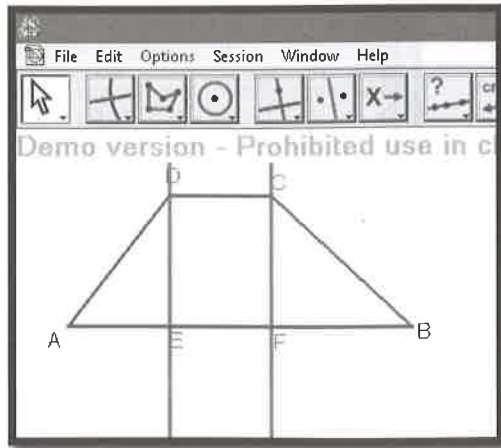 File Edit Options Session Window Help
?
X
Demo version - Prohibited use in
D C
A E F B